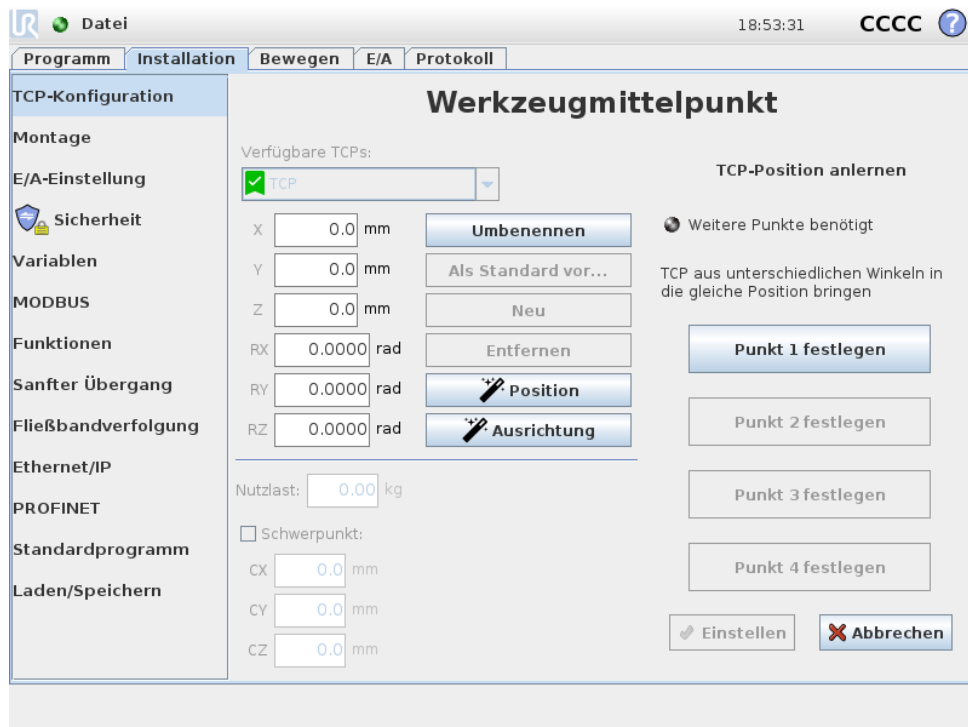 UR Datei 18:53:31 CCCC ?
Programm Installation Bewegen E/A Protokoll
TCP-Konfiguration
Montage
E/A-Einstellung
Sicherheit
Variablen
MODBUS
Funktionen
Sanfter Übergang
Fließbandverfolgung
Ethernet/IP
PROFINET
Standardprogramm
Laden/Speichern
Werkzeugmittelpunkt
Verfügbare TCPs:
TCP
X 0.0 mm Umbenennen
Y 0.0 mm Als Standard vor...
Z 0.0 mm Neu
RX 0.0000 rad Entfernen
RY 0.0000 rad Position
RZ 0.0000 rad Ausrichtung
Nutzlast: 0.00 kg
Schwerpunkt:
CX 0.0 mm
CY 0.0 mm
CZ 0.0 mm
TCP-Position anlernen
Weitere Punkte benötigt
TCP aus unterschiedlichen Winkeln in
die gleiche Position bringen
Punkt 1 festlegen
Punkt 2 festlegen
Punkt 3 festlegen
Punkt 4 festlegen
Einstellen Abbrechen